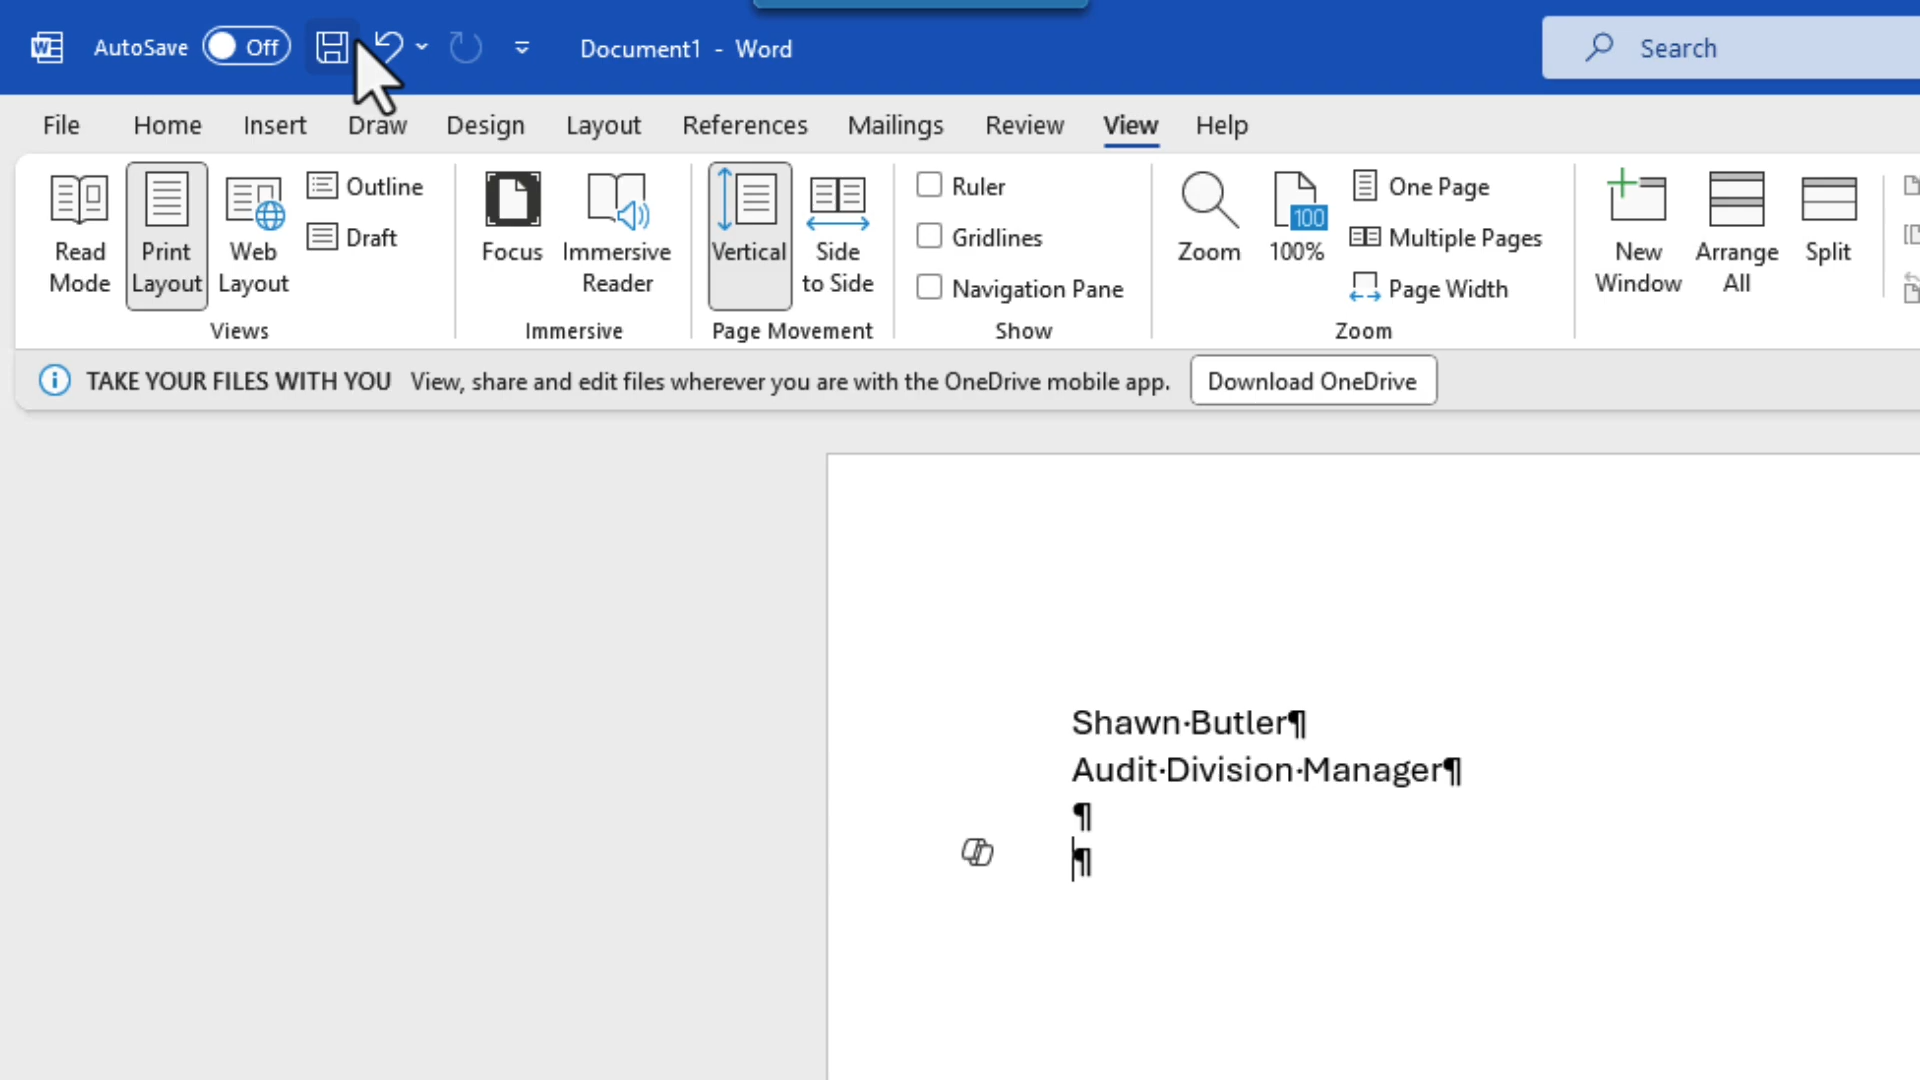 AutoSave Off Document1 - Word Search
File Home Insert Draw Design Layout References Mailings Review View Help
Read Mode
Print Layout
Web Layout
Outline
Draft
Views
Focus
Immersive Reader
Immersive
Vertical
Side to Side
Page Movement
Ruler
Gridlines
Navigation Pane
Show
Zoom
100
100%
One Page
Multiple Pages
Page Width
Zoom
New Window
Arrange All
Split
TAKE YOUR FILES WITH YOU View, share and edit files wherever you are with the OneDrive mobile app. Download OneDrive
Shawn·Butler¶
Audit·Division·Manager¶
¶
¶